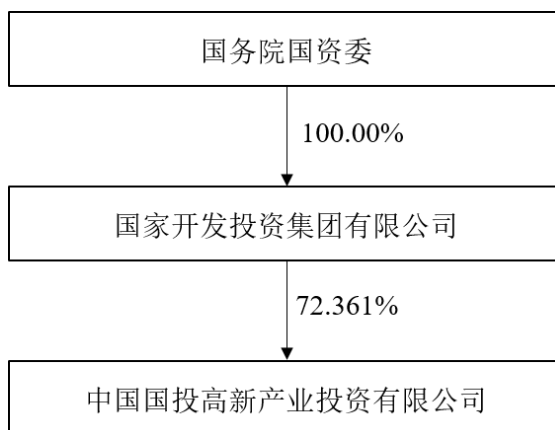 国务院国资委
100.00%
国家开发投资集团有限公司
72.361%
中国国投高新产业投资有限公司